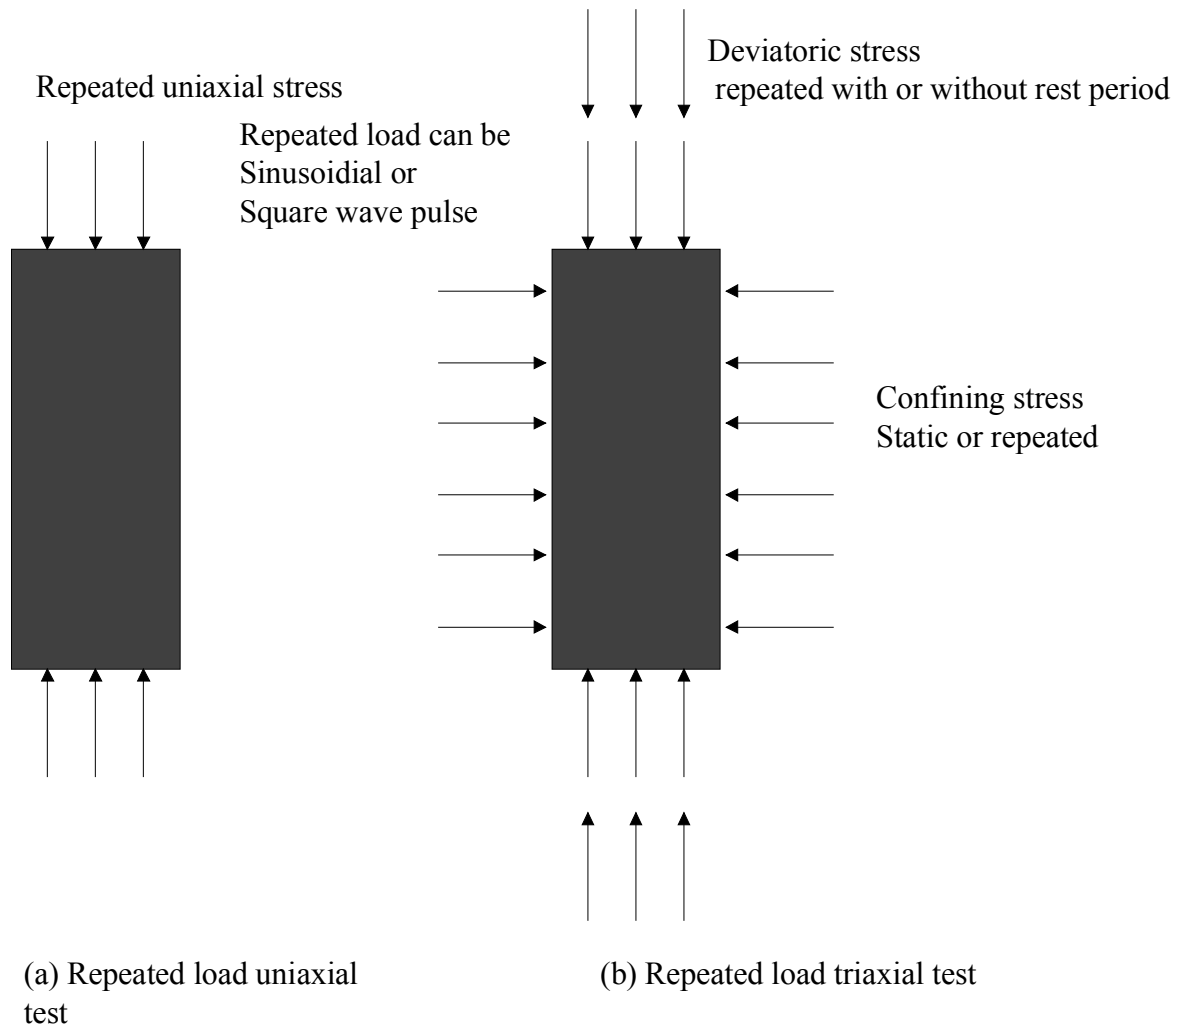 Repeated uniaxial stress
Repeated load can be
Sinusoidial or
Square wave pulse
Deviatoric stress
repeated with or without rest period
Confining stress
Static or repeated
(a) Repeated load uniaxial
test
(b) Repeated load triaxial test